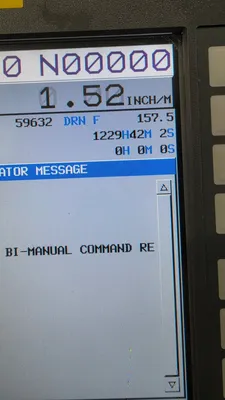 0 N00000
1.52 INCH/M
59632 DRN F 157.5
1229H42M 2S
0H 0M 0S
ATOR MESSAGE
BI-MANUAL COMMAND RE